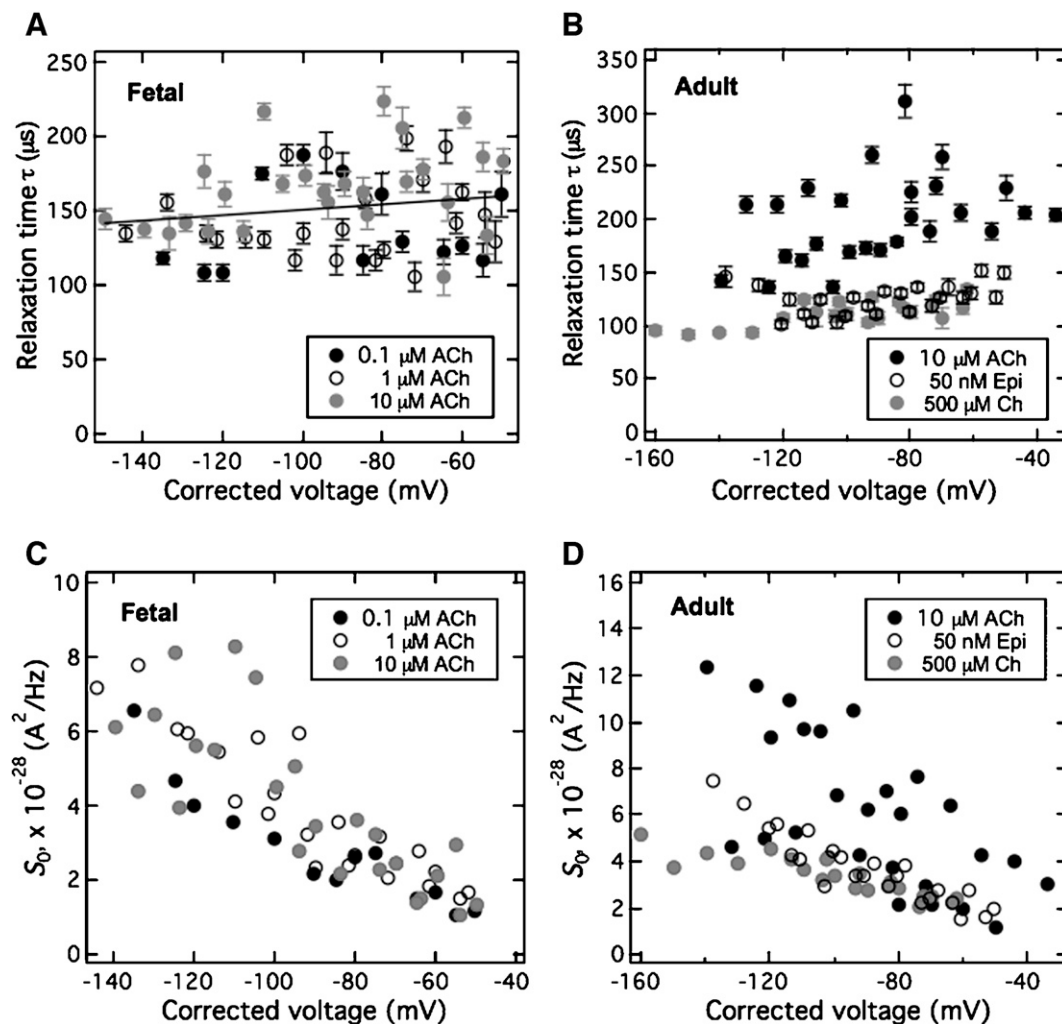 A
Fetal
Relaxation time τ (μs)
250
200
150
100
50
0
0.1 μM ACh
1 μM ACh
10 μM ACh
-140 -120 -100 -80 -60
Corrected voltage (mV)
B
Adult
Relaxation time τ (μs)
350
300
250
200
150
100
50
0
10 μM ACh
50 nM Epi
500 μM Ch
-160 -120 -80 -40
Corrected voltage (mV)
C
Fetal
S0, x 10-28 (A2/Hz)
10
8
6
4
2
0
0.1 μM ACh
1 μM ACh
10 μM ACh
-140 -120 -100 -80 -60 -40
Corrected voltage (mV)
D
Adult
S0, x 10-28 (A2/Hz)
16
14
12
10
8
6
4
2
0
10 μM ACh
50 nM Epi
500 μM Ch
-160 -120 -80 -40
Corrected voltage (mV)